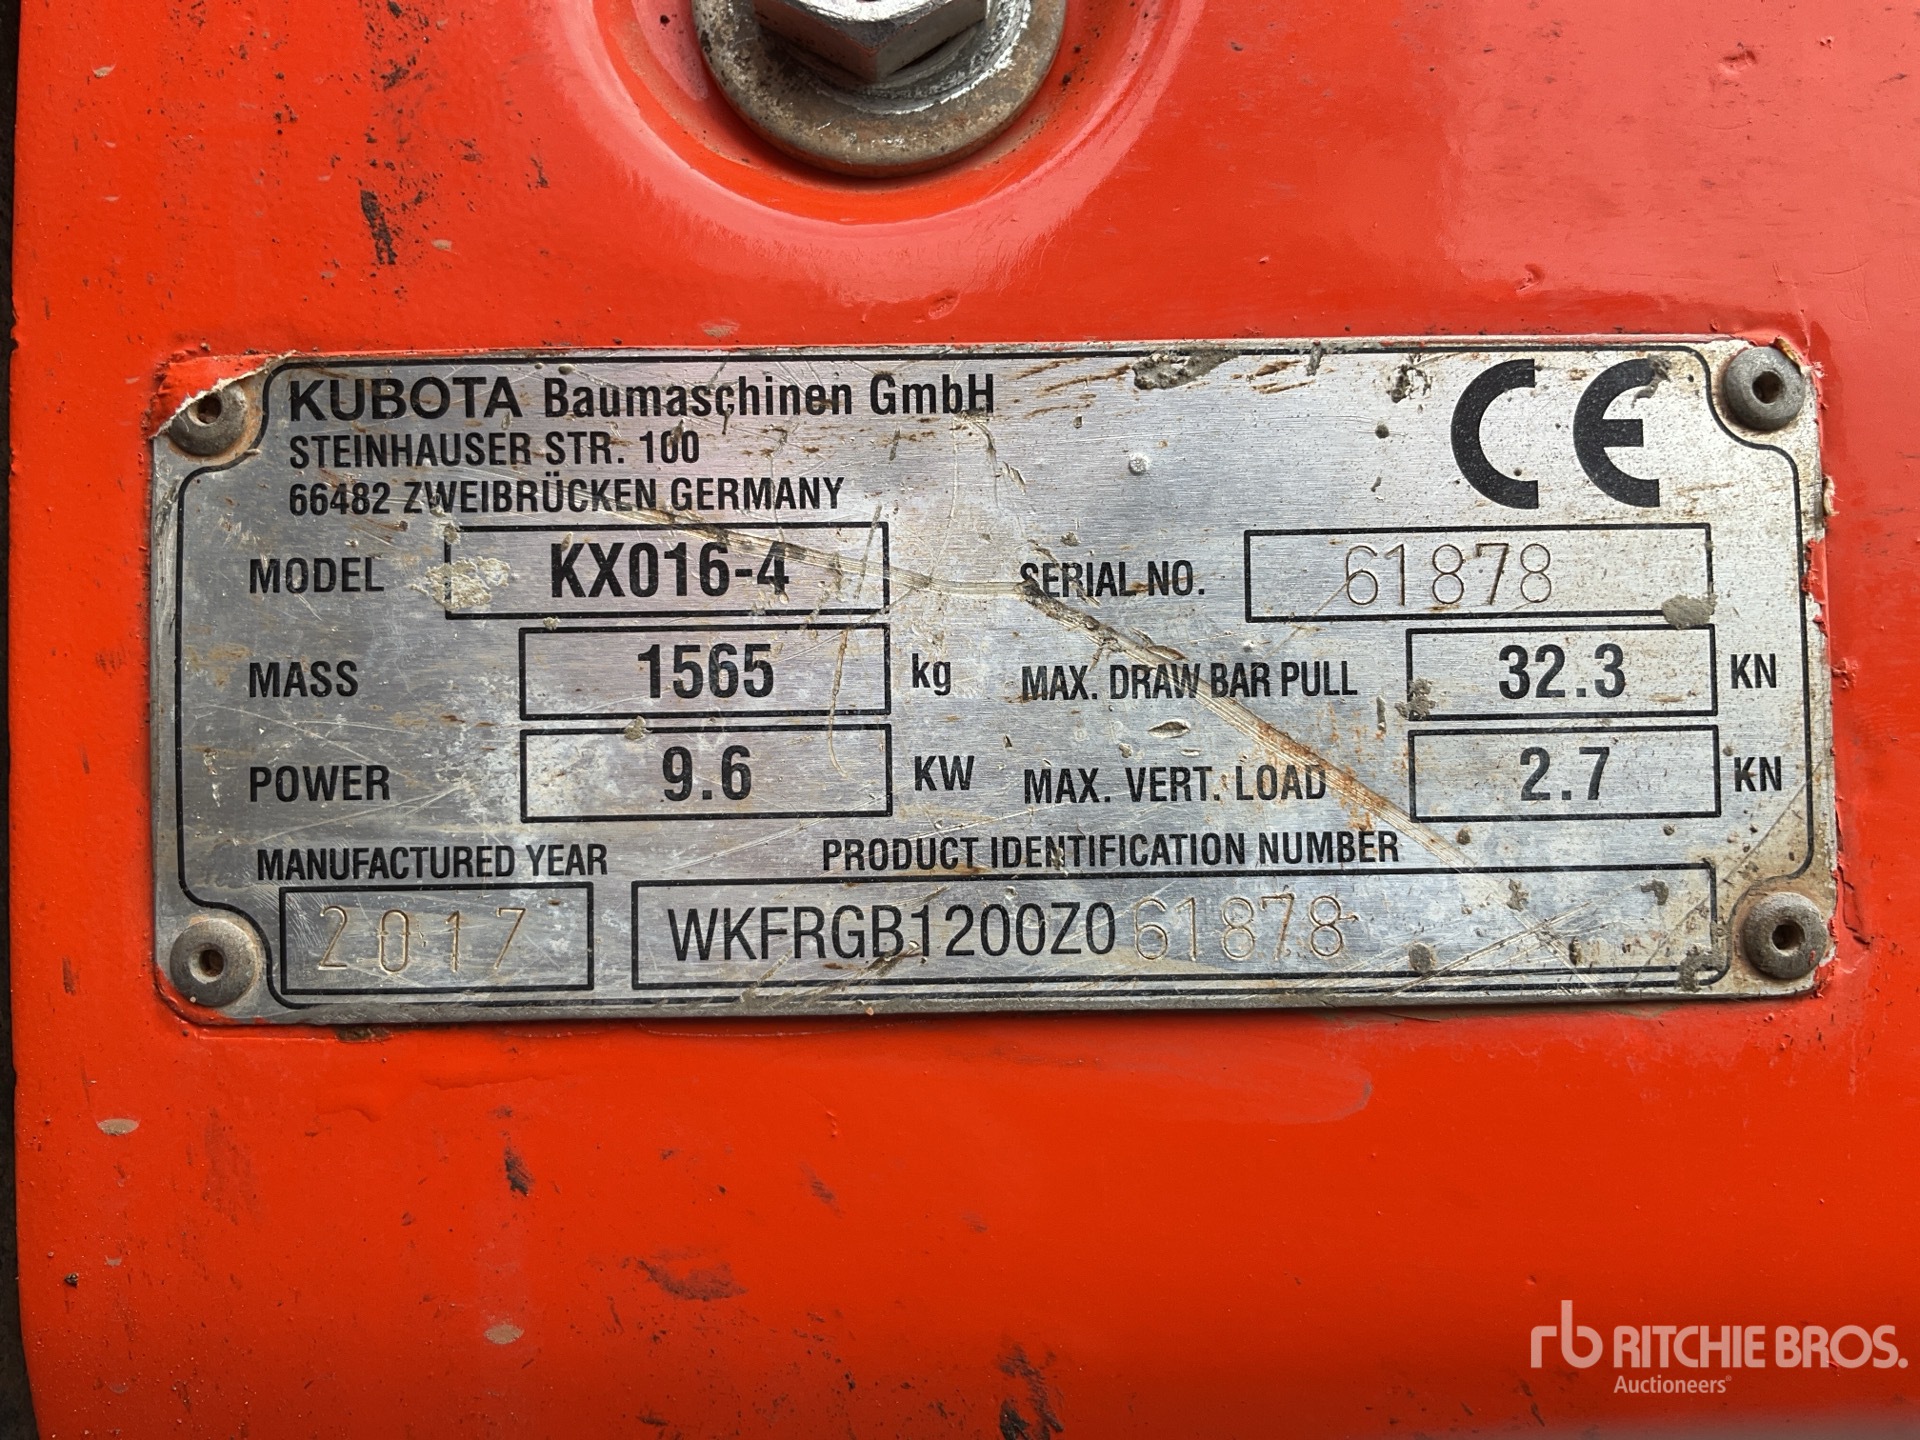 KUBOTA Baumaschinen GmbH
STEINHAUSER STR. 100
66482 ZWEIBRÜCKEN GERMANY
CE
MODEL KX016-4 SERIAL NO. 61878
MASS 1565 kg MAX. DRAW BAR PULL 32.3 KN
POWER 9.6 KW MAX. VERT. LOAD 2.7 KN
MANUFACTURED YEAR PRODUCT IDENTIFICATION NUMBER
2017 WKFRGB1200Z061878
rb RITCHIE BROS.
Auctioneers®